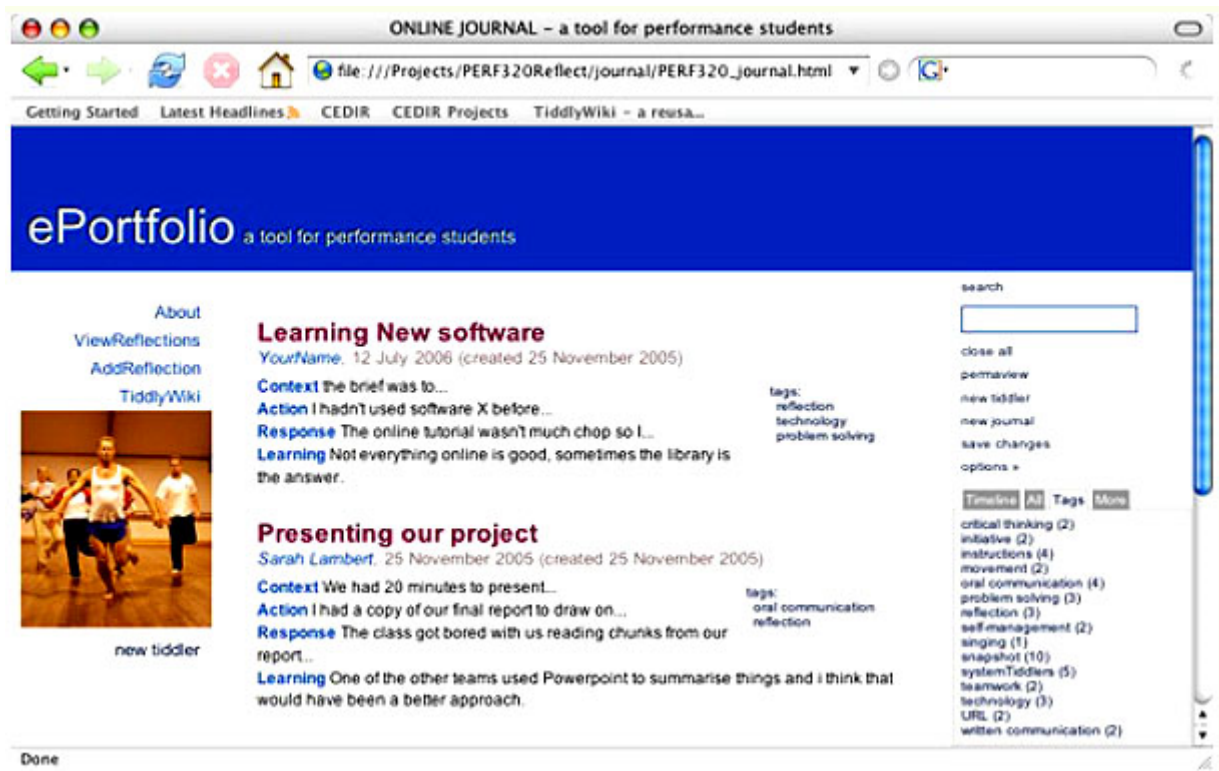 ONLINE JOURNAL – a tool for performance students
file:///Projects/PERF320Reflect/journal/PERF320_journal.html
G
Getting Started Latest Headlines CEDIR CEDIR Projects TiddlyWiki – a reusa...
ePortfolio a tool for performance students
About
ViewReflections
AddReflection
TiddlyWiki
new tiddler
Learning New software
YourName, 12 July 2006 (created 25 November 2005)
Context the brief was to...
Action I hadn't used software X before...
Response The online tutorial wasn't much chop so I...
Learning Not everything online is good, sometimes the library is
the answer.
tags:
reflection
technology
problem solving
Presenting our project
Sarah Lambert, 25 November 2005 (created 25 November 2005)
Context We had 20 minutes to present...
Action I had a copy of our final report to draw on...
Response The class got bored with us reading chunks from our
report...
Learning One of the other teams used Powerpoint to summarise things and i think that
would have been a better approach.
tags:
oral communication
reflection
search
close all
permaview
new tiddler
new journal
save changes
options »
Timeline All Tags More
critical thinking (2)
initiative (2)
instructions (4)
movement (2)
oral communication (4)
problem solving (3)
reflection (3)
self-management (2)
singing (1)
snapshot (10)
systemTiddlers (5)
teamwork (2)
technology (3)
URL (2)
written communication (2)
Done